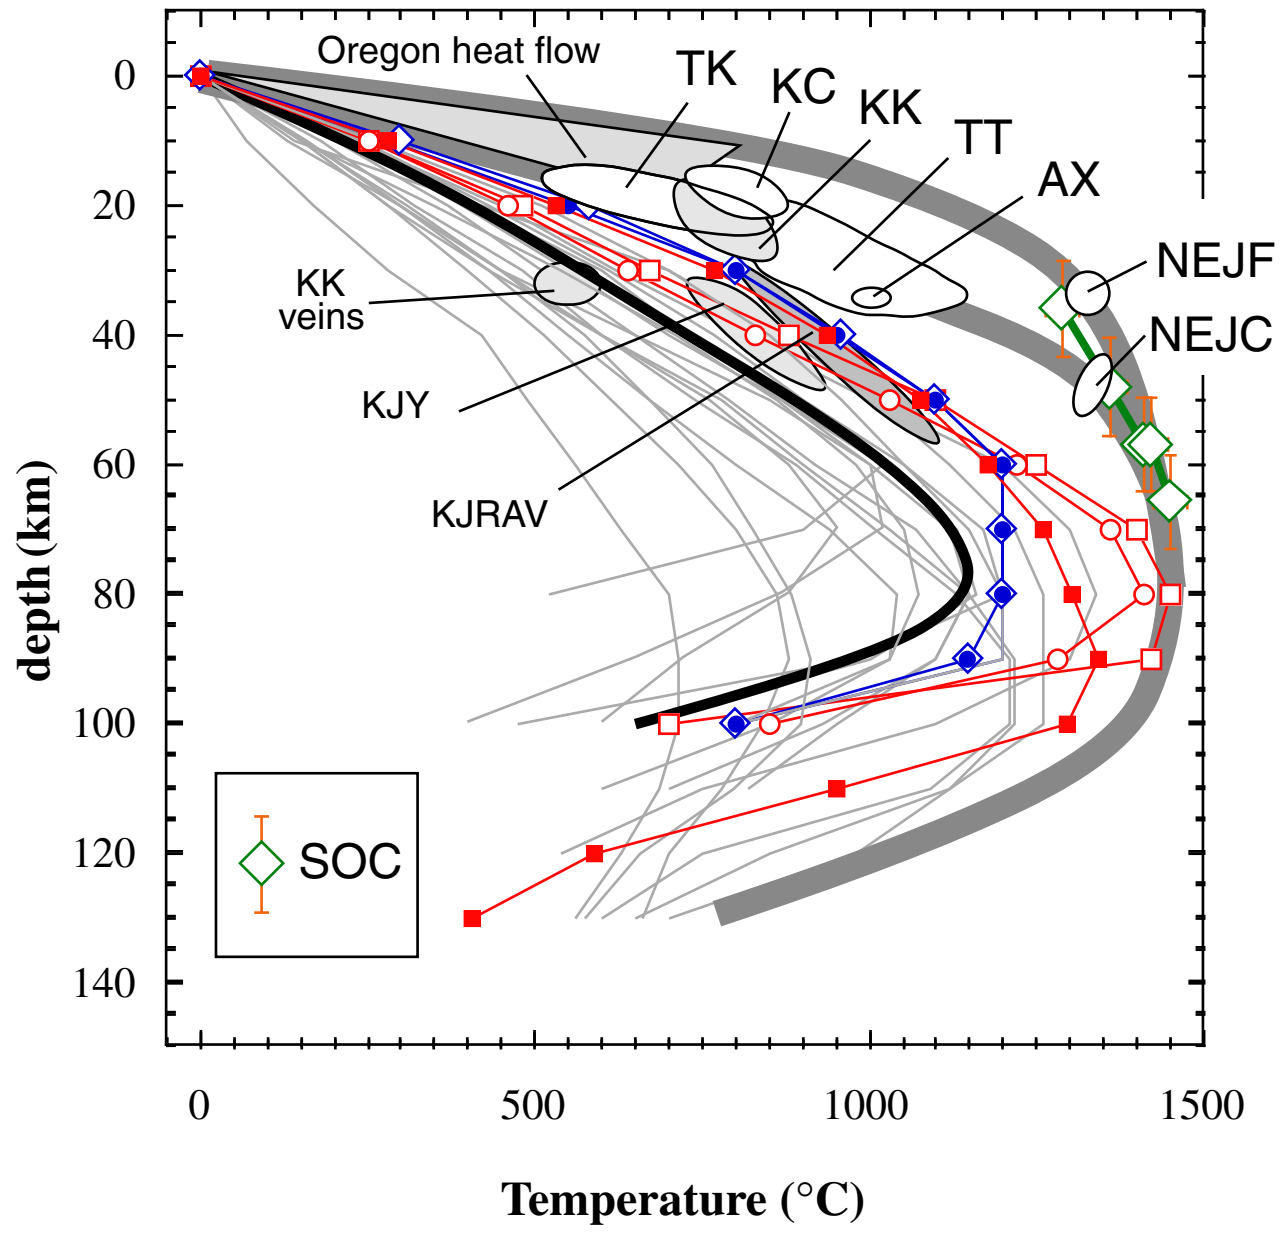 Oregon heat flow
TK
KC
KK
TT
AX
NEJF
NEJC
KK
veins
KJY
KJRAV
SOC
0
20
40
60
80
100
120
140
depth (km)
0
500
1000
1500
Temperature (°C)